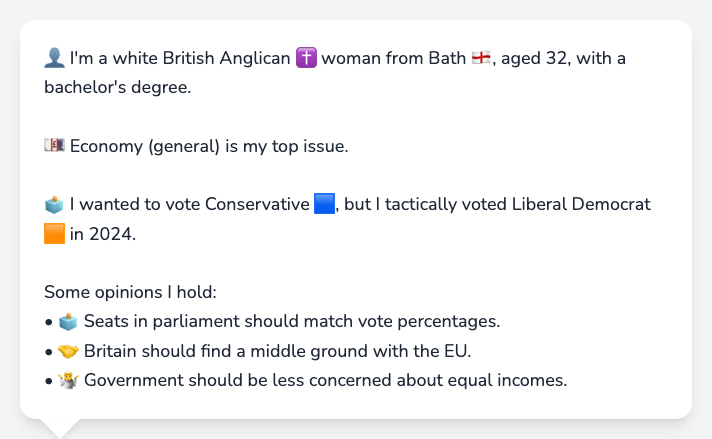 👤 I'm a white British Anglican ✝️ woman from Bath 🏴󠁧󠁢󠁥󠁮󠁧󠁿, aged 32, with a
bachelor's degree.
💷 Economy (general) is my top issue.
🗳️ I wanted to vote Conservative 🟦, but I tactically voted Liberal Democrat
🟧 in 2024.
Some opinions I hold:
• 🗳️ Seats in parliament should match vote percentages.
• 🤝 Britain should find a middle ground with the EU.
• 🤷 Government should be less concerned about equal incomes.